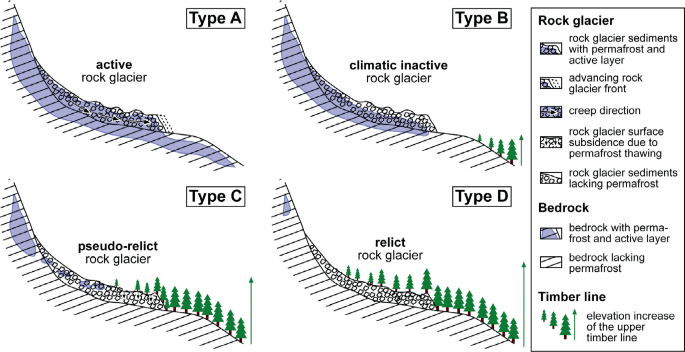 Type A
active
rock glacier
Type B
climatic inactive
rock glacier
Type C
pseudo-relict
rock glacier
Type D
relict
rock glacier
Rock glacier
rock glacier sediments
with permafrost and
active layer
advancing rock
glacier front
creep direction
rock glacier surface
subsidence due to
permafrost thawing
rock glacier sediments
lacking permafrost
Bedrock
bedrock with perma-
frost and active layer
bedrock lacking
permafrost
Timber line
elevation increase
of the upper
timber line